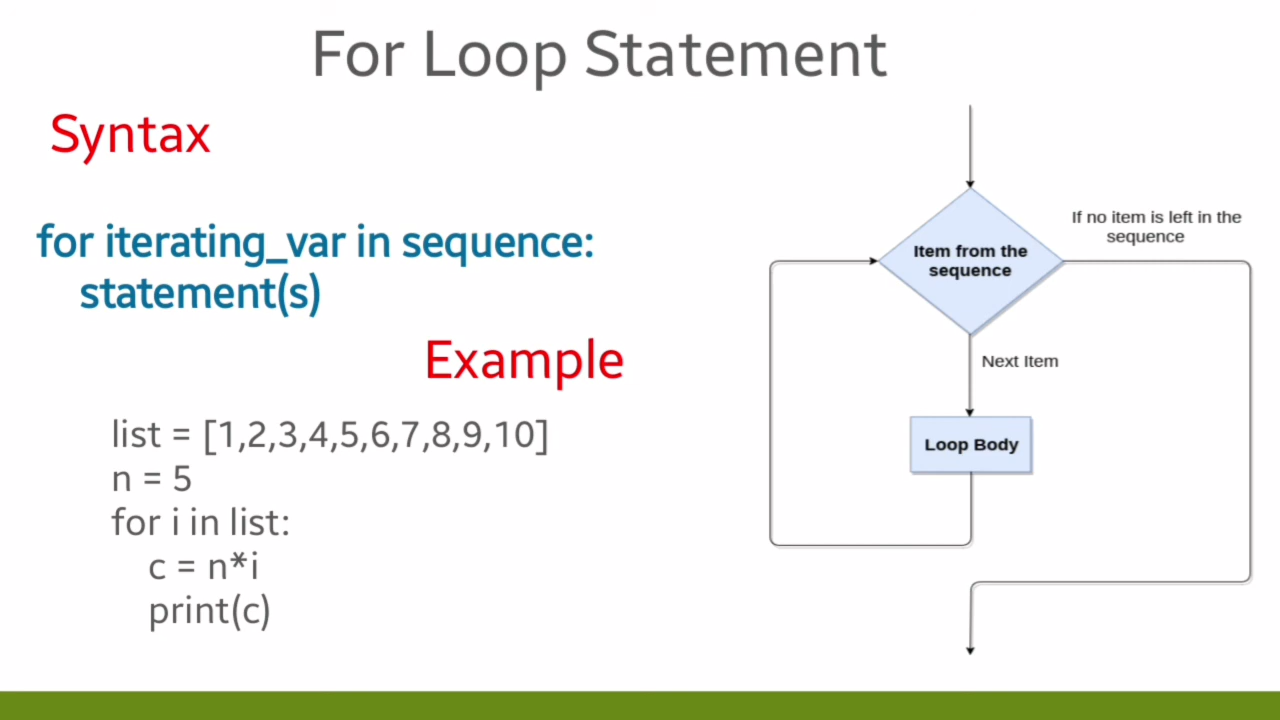 For Loop Statement
Syntax
for iterating_var in sequence:
statement(s)
Example
list = [1,2,3,4,5,6,7,8,9,10]
n = 5
for i in list:
c = n*i
print(c)
If no item is left in the
sequence
Item from the
sequence
Next Item
Loop Body